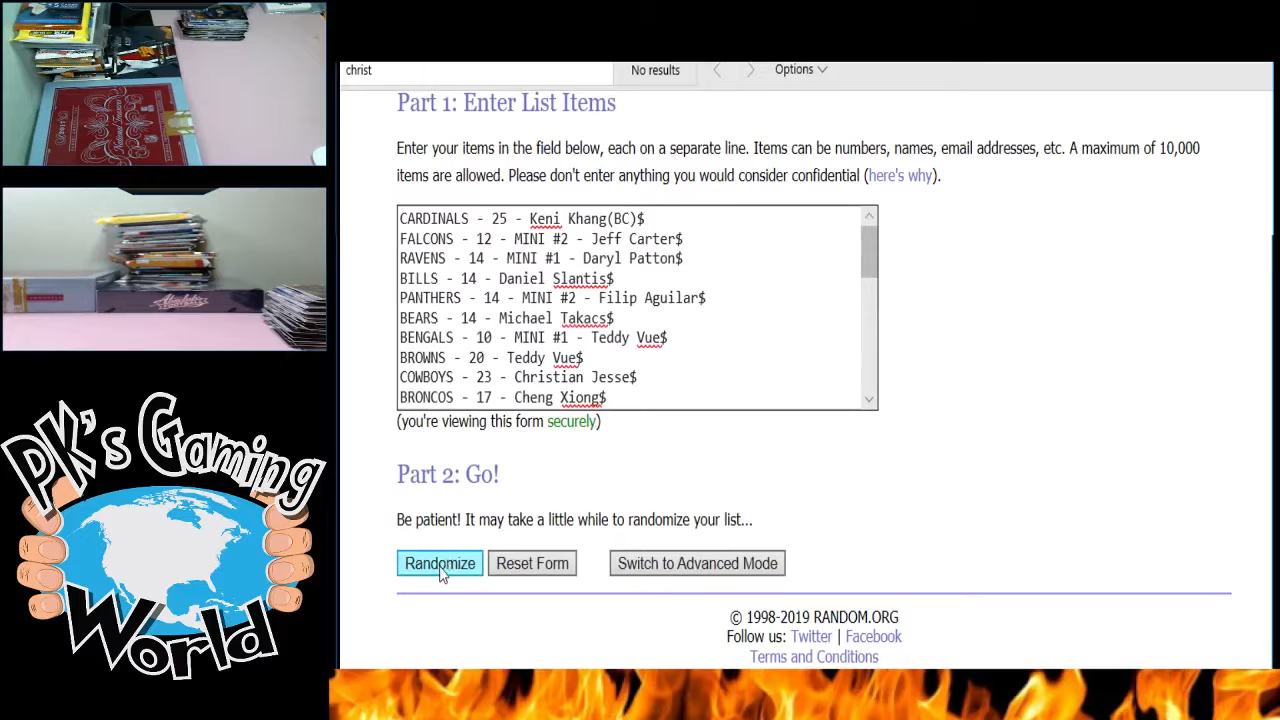 christ
No results
Options
Part 1: Enter List Items
Enter your items in the field below, each on a separate line. Items can be numbers, names, email addresses, etc. A maximum of 10,000
items are allowed. Please don't enter anything you would consider confidential (here's why).
CARDINALS - 25 - Keni Khang(BC)$
FALCONS - 12 - MINI #2 - Jeff Carter$
RAVENS - 14 - MINI #1 - Daryl Patton$
BILLS - 14 - Daniel Slantis$
PANTHERS - 14 - MINI #2 - Filip Aguilar$
BEARS - 14 - Michael Takacs$
BENGALS - 10 - MINI #1 - Teddy Vue$
BROWNS - 20 - Teddy Vue$
COWBOYS - 23 - Christian Jesse$
BRONCOS - 17 - Cheng Xiong$
(you're viewing this form securely)
Part 2: Go!
Be patient! It may take a little while to randomize your list...
Randomize
Reset Form
Switch to Advanced Mode
© 1998-2019 RANDOM.ORG
Follow us: Twitter | Facebook
Terms and Conditions
2017
National Treasures
Absolute
PK's Gaming
World